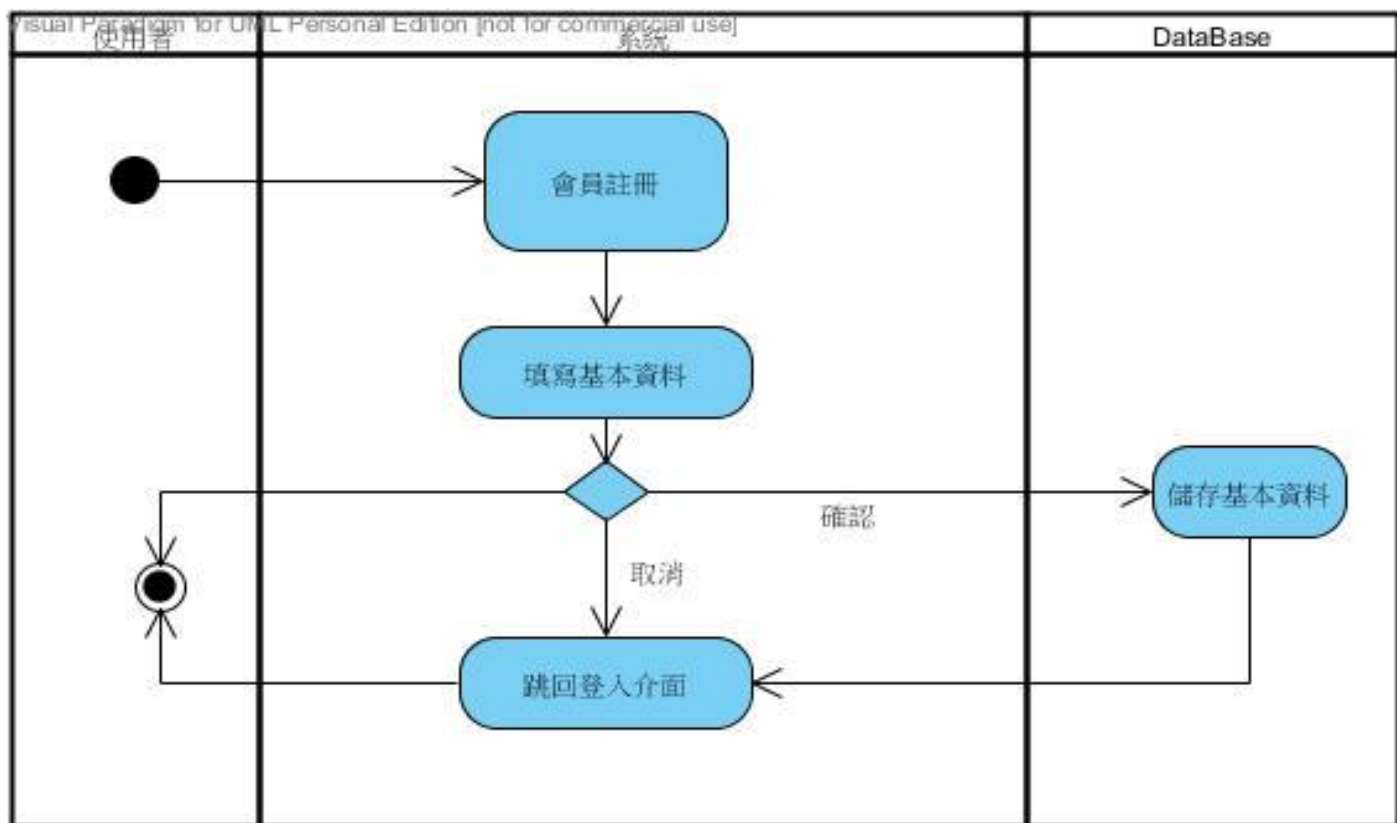 Visual Paradigm for UML Personal Edition [not for commercial use]
使用者
系統
DataBase
會員註冊
填寫基本資料
儲存基本資料
確認
取消
跳回登入介面